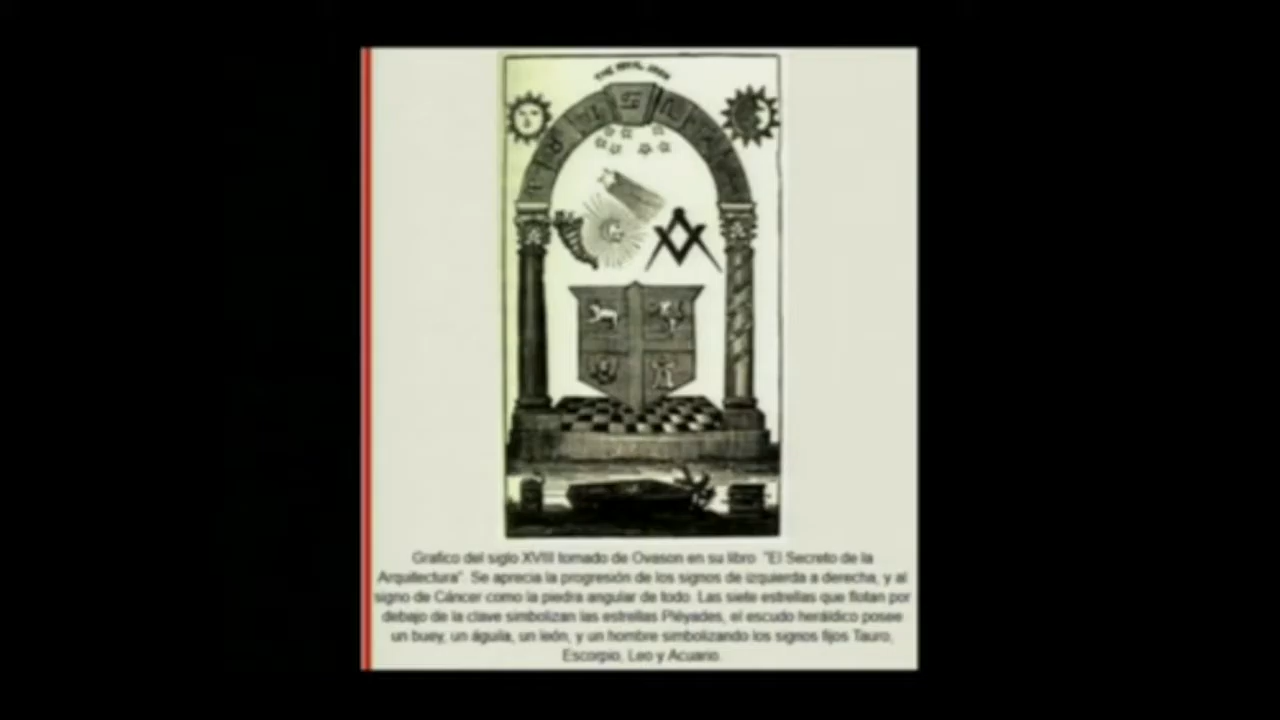 Grafico del siglo XVIII tomado de Ovason en su libro "El Secreto de la
Arquitectura". Se aprecia la progresión de los signos de izquierda a derecha, y al
signo de Cáncer como la piedra angular de todo. Las siete estrellas que flotan por
debajo de la clave simbolizan las estrellas Pléyades, el escudo heráldico posee
un buey, un águila, un león, y un hombre simbolizando los signos fijos Tauro,
Escorpio, Leo y Acuario.